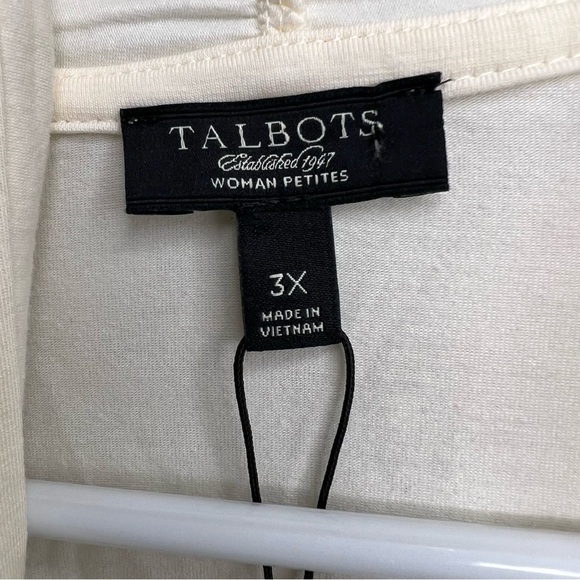 TALBOTS
Established 1947
WOMAN PETITES
3X
MADE IN
VIETNAM